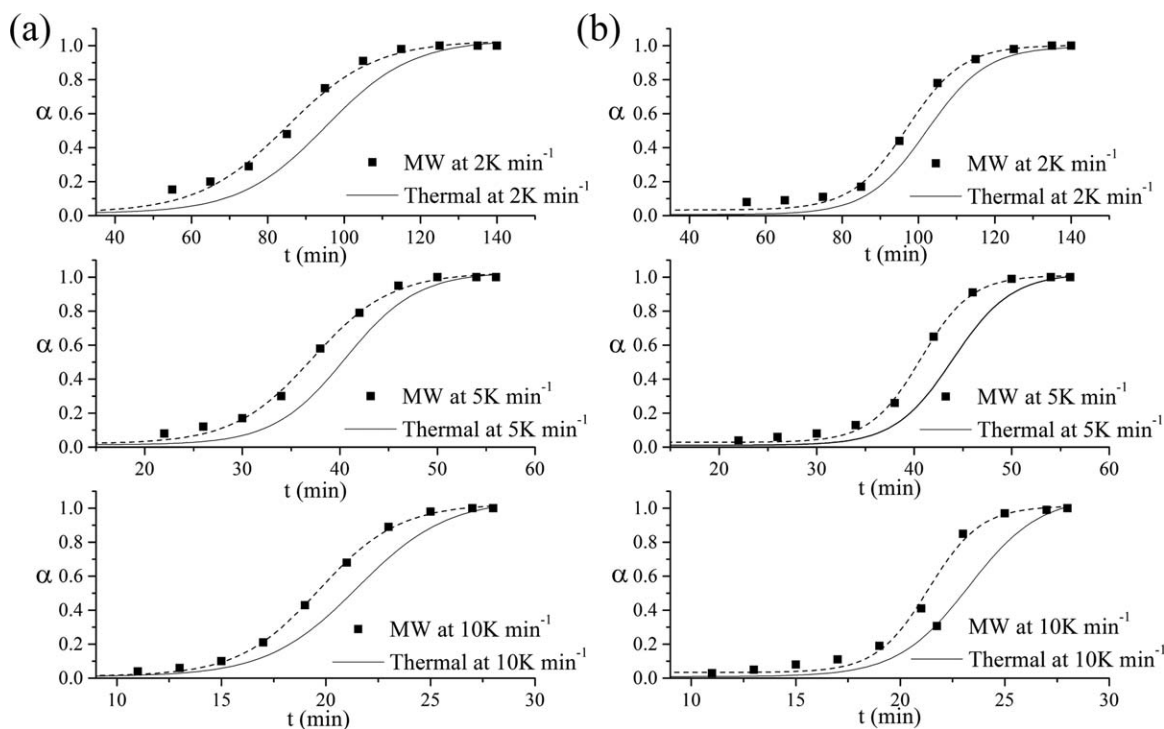 (a)
1.0
0.8
α 0.6
0.4
0.2
0.0
MW at 2K min⁻¹
Thermal at 2K min⁻¹
40 60 80 100 120 140
t (min)
1.0
0.8
α 0.6
0.4
0.2
0.0
MW at 5K min⁻¹
Thermal at 5K min⁻¹
20 30 40 50 60
t (min)
1.0
0.8
α 0.6
0.4
0.2
0.0
MW at 10K min⁻¹
Thermal at 10K min⁻¹
10 15 20 25 30
t (min)
(b)
1.0
0.8
α 0.6
0.4
0.2
0.0
MW at 2K min⁻¹
Thermal at 2K min⁻¹
40 60 80 100 120 140
t (min)
1.0
0.8
α 0.6
0.4
0.2
0.0
MW at 5K min⁻¹
Thermal at 5K min⁻¹
20 30 40 50 60
t (min)
1.0
0.8
α 0.6
0.4
0.2
0.0
MW at 10K min⁻¹
Thermal at 10K min⁻¹
10 15 20 25 30
t (min)